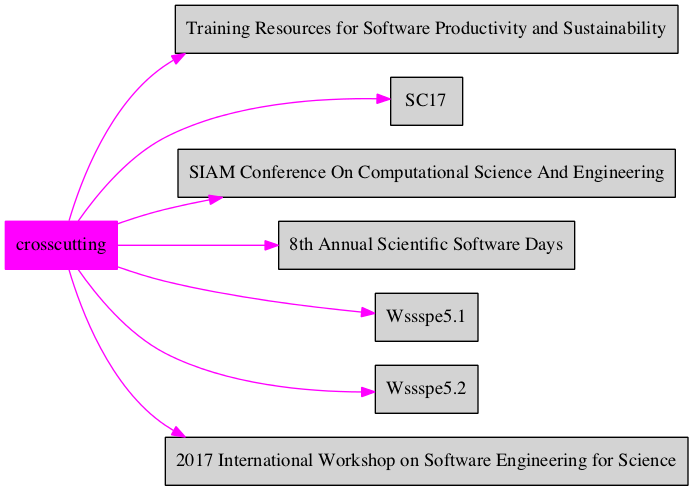 Training Resources for Software Productivity and Sustainability
SC17
SIAM Conference On Computational Science And Engineering
crosscutting
8th Annual Scientific Software Days
Wssspe5.1
Wssspe5.2
2017 International Workshop on Software Engineering for Science